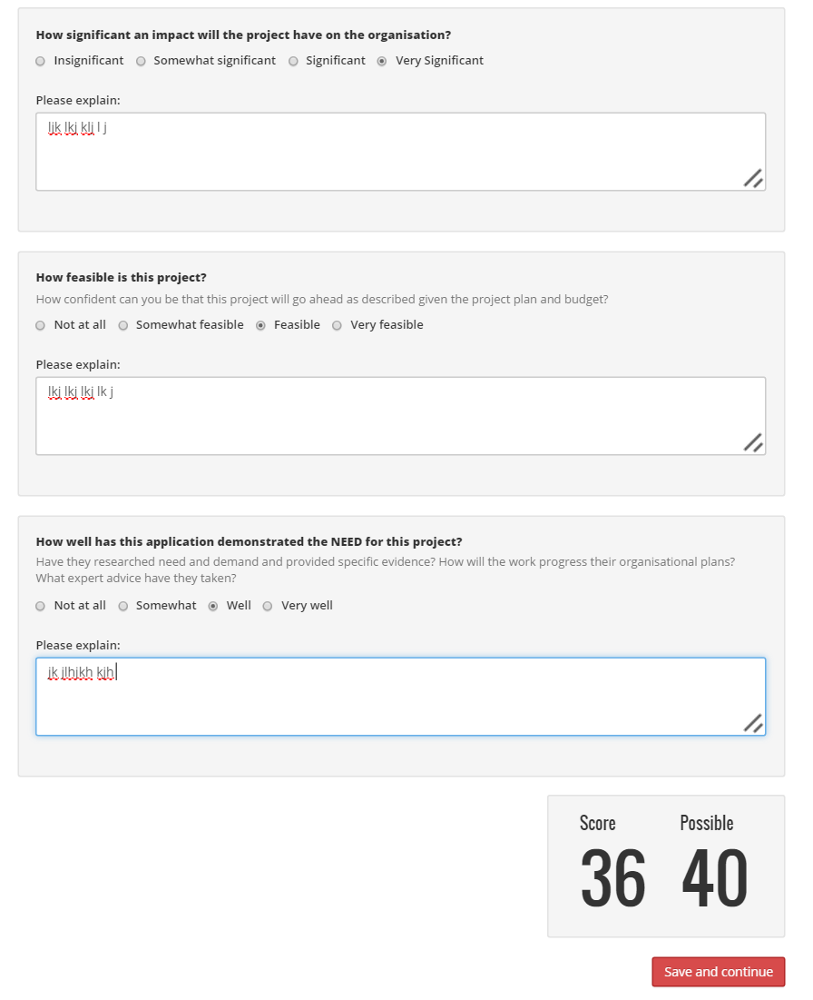 How significant an impact will the project have on the organisation?
Insignificant Somewhat significant Significant Very Significant
Please explain:
ljk lkj klj l j
How feasible is this project?
How confident can you be that this project will go ahead as described given the project plan and budget?
Not at all Somewhat feasible Feasible Very feasible
Please explain:
lkj lkj lkj lk j
How well has this application demonstrated the NEED for this project?
Have they researched need and demand and provided specific evidence? How will the work progress their organisational plans?
What expert advice have they taken?
Not at all Somewhat Well Very well
Please explain:
jk jlhjkh kjh
Score Possible
36 40
Save and continue